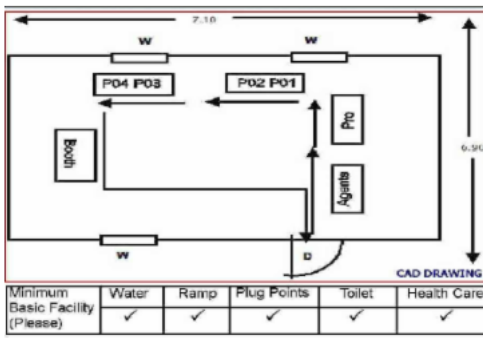 7.10
W W
P04 P03 P02 P01
Pro
6.90
Booth
Agents
W D
CAD DRAWING
Minimum Basic Facility (Please) Water Ramp Plug Points Toilet Health Care
✓ ✓ ✓ ✓ ✓